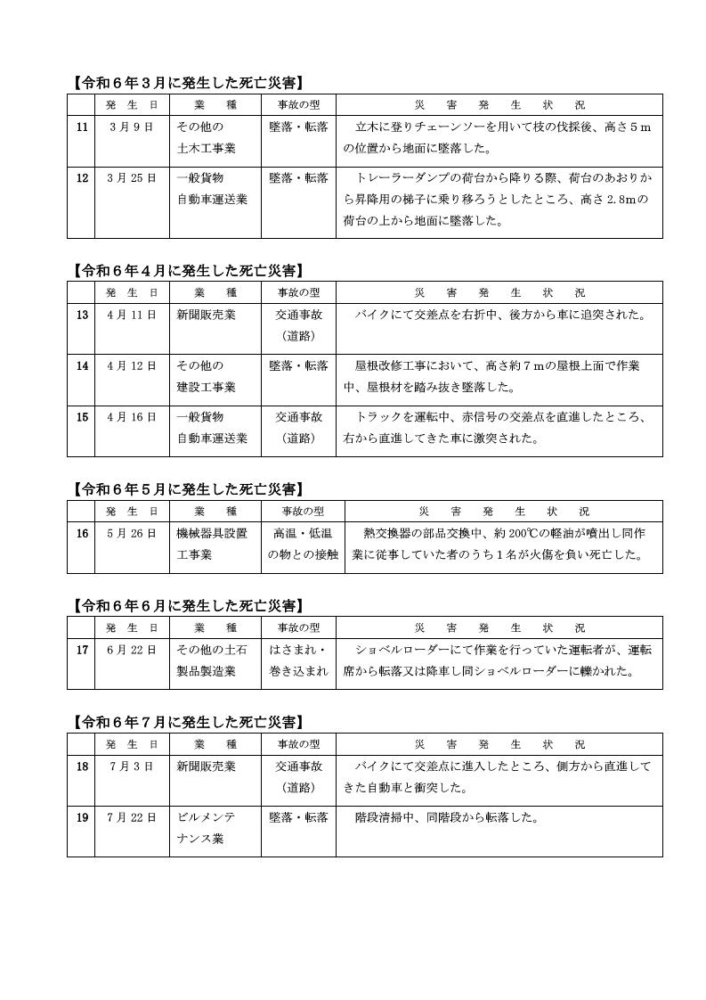 【令和６年３月に発生した死亡災害】
発　生　日　業　　種　事故の型　災　　害　　発　　生　　状　　況
11　３月９日　その他の　墜落・転落　立木に登りチェーンソーを用いて枝の伐採後、高さ５ｍ
土木工事業　の位置から地面に墜落した。
12　３月 25 日　一般貨物　墜落・転落　トレーラーダンプの荷台から降りる際、荷台のあおりか
自動車運送業　ら昇降用の梯子に乗り移ろうとしたところ、高さ 2.8ｍの
荷台の上から地面に墜落した。
【令和６年４月に発生した死亡災害】
発　生　日　業　　種　事故の型　災　　害　　発　　生　　状　　況
13　４月 11 日　新聞販売業　交通事故　バイクにて交差点を右折中、後方から車に追突された。
（道路）
14　４月 12 日　その他の　墜落・転落　屋根改修工事において、高さ約７ｍの屋根上面で作業
建設工事業　中、屋根材を踏み抜き墜落した。
15　４月 16 日　一般貨物　交通事故　トラックを運転中、赤信号の交差点を直進したところ、
自動車運送業　（道路）　右から直進してきた車に激突された。
【令和６年５月に発生した死亡災害】
発　生　日　業　　種　事故の型　災　　害　　発　　生　　状　　況
16　５月 26 日　機械器具設置　高温・低温　熱交換器の部品交換中、約 200℃の軽油が噴出し同作
工事業　の物との接触　業に従事していた者のうち１名が火傷を負い死亡した。
【令和６年６月に発生した死亡災害】
発　生　日　業　　種　事故の型　災　　害　　発　　生　　状　　況
17　６月 22 日　その他の土石　はさまれ・　ショベルローダーにて作業を行っていた運転者が、運転
製品製造業　巻き込まれ　席から転落又は降車し同ショベルローダーに轢かれた。
【令和６年７月に発生した死亡災害】
発　生　日　業　　種　事故の型　災　　害　　発　　生　　状　　況
18　７月３日　新聞販売業　交通事故　バイクにて交差点に進入したところ、側方から直進して
（道路）　きた自動車と衝突した。
19　７月 22 日　ビルメンテ　墜落・転落　階段清掃中、同階段から転落した。
ナンス業